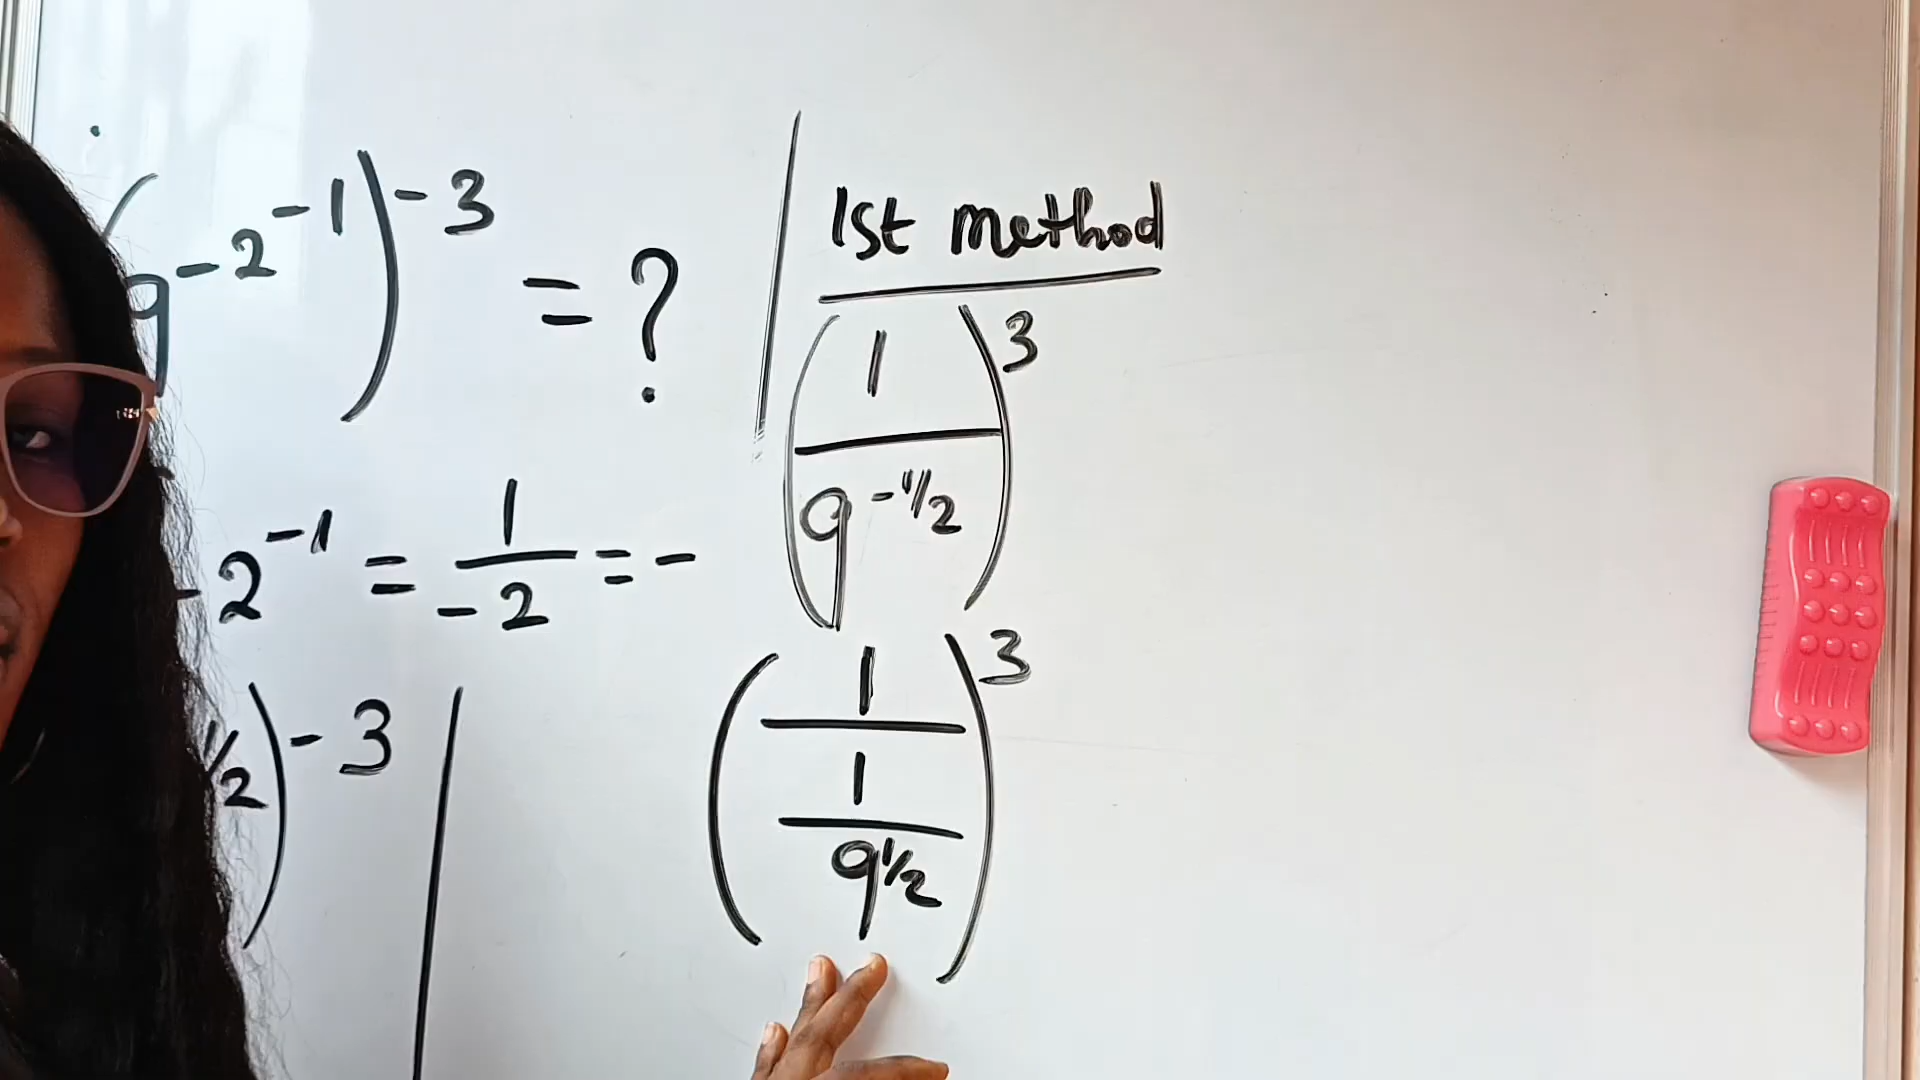 (9^-2^-1)^-3 = ?
-2^-1 = 1/-2 = -
1/2)^-3
1st method
(1/9^-1/2)^3
(1/1/9^1/2)^3